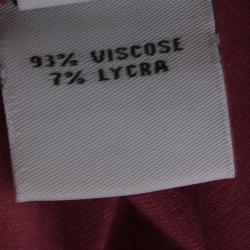 93% VISCOSE
7% LYCRA